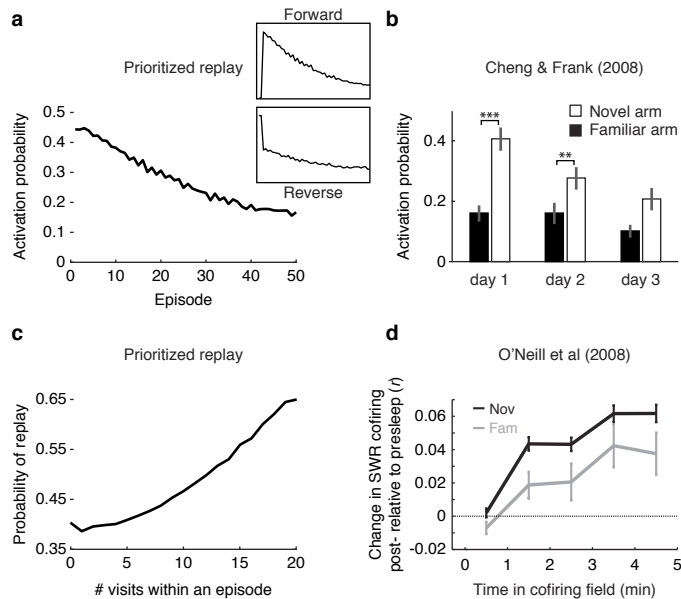 a
Forward
Prioritized replay
Activation probability
0.5
0.4
0.3
0.2
0.1
0
0
10
20
30
40
50
Episode
Reverse
b
Cheng & Frank (2008)
Activation probability
0.4
0.2
0
***
**
Novel arm
Familiar arm
day 1
day 2
day 3
c
Prioritized replay
Probability of replay
0.65
0.55
0.45
0.35
0
5
10
15
20
# visits within an episode
d
O'Neill et al (2008)
Change in SWR cofiring
post- relative to presleep (r)
Nov
Fam
0.06
0.04
0.02
0
-0.02
0
1
2
3
4
5
Time in cofiring field (min)